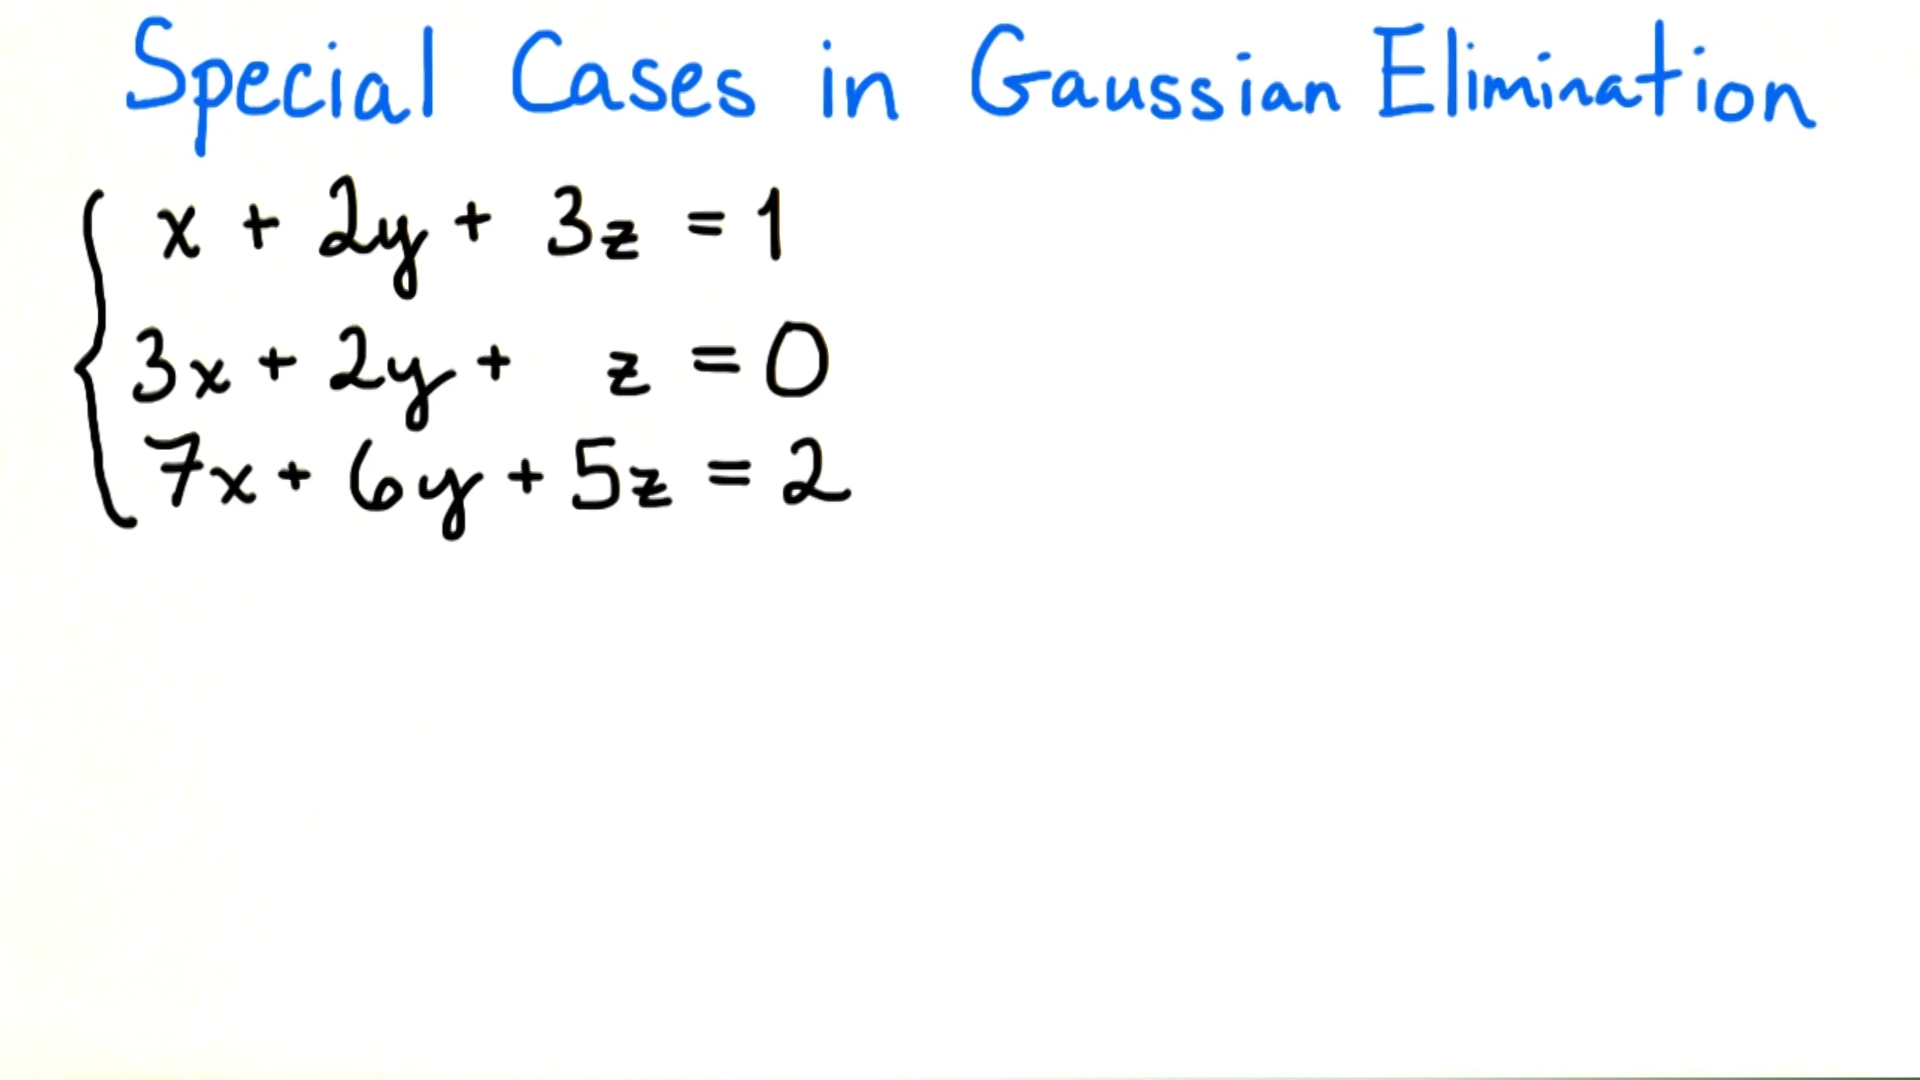 Special Cases in Gaussian Elimination
x + 2y + 3z = 1
3x + 2y + z = 0
7x + 6y + 5z = 2